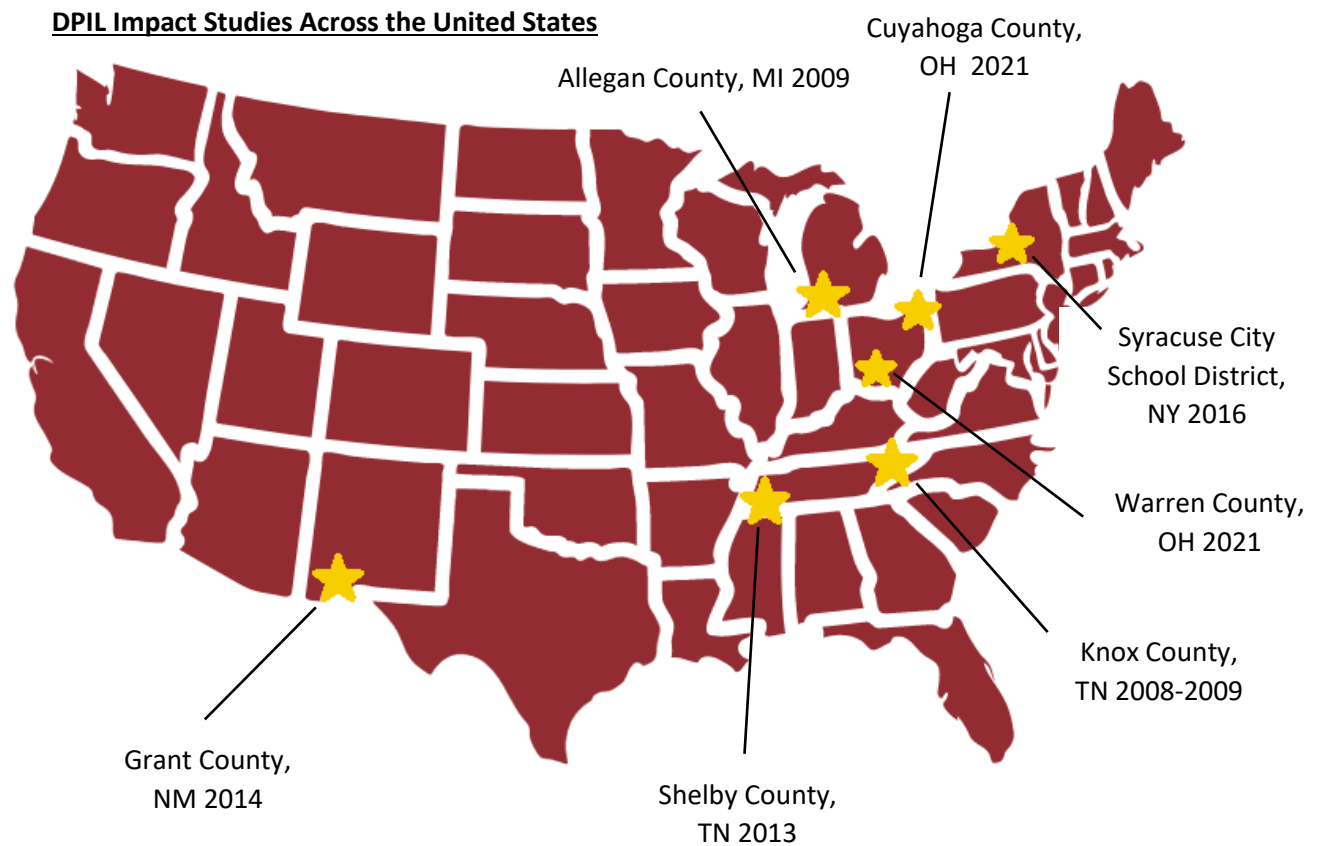 DPIL Impact Studies Across the United States
Cuyahoga County,
OH 2021
Allegan County, MI 2009
Syracuse City
School District,
NY 2016
Warren County,
OH 2021
Knox County,
TN 2008-2009
Grant County,
NM 2014
Shelby County,
TN 2013